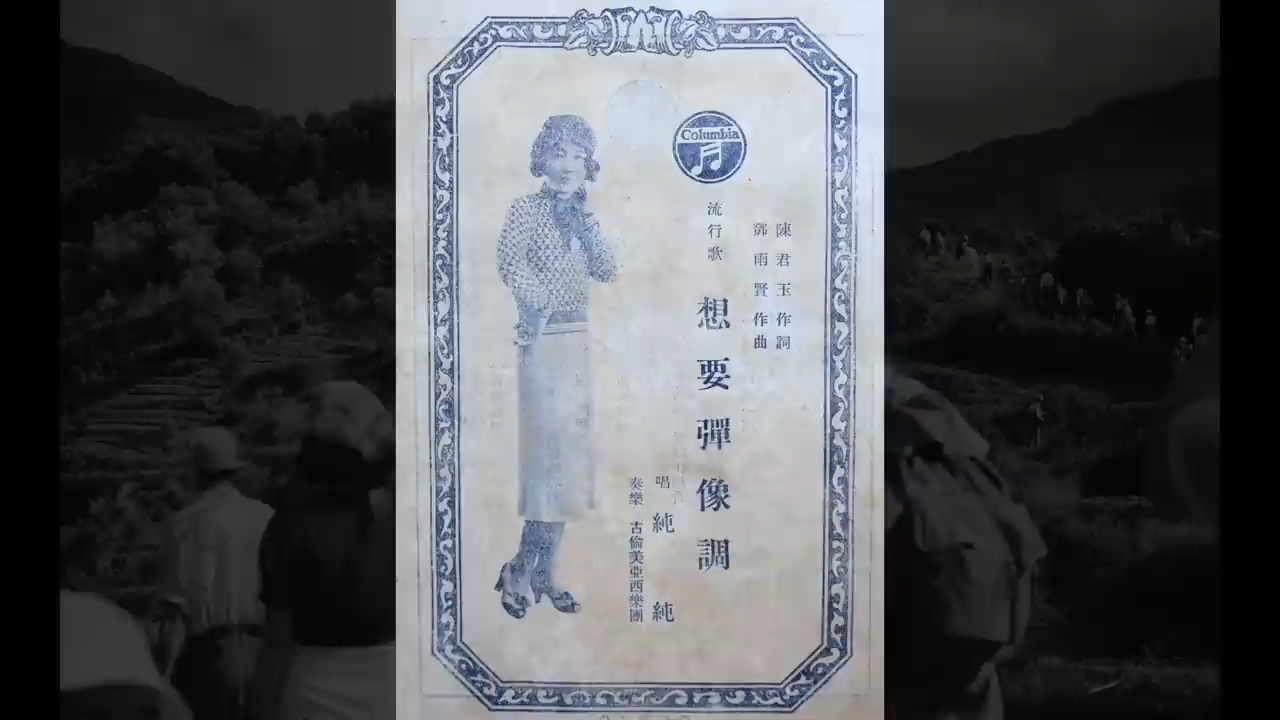 Columbia
陳君玉作詞
鄧雨賢作曲
流行歌
想要彈像調
唱 純純
奏樂 古倫美亞西樂團